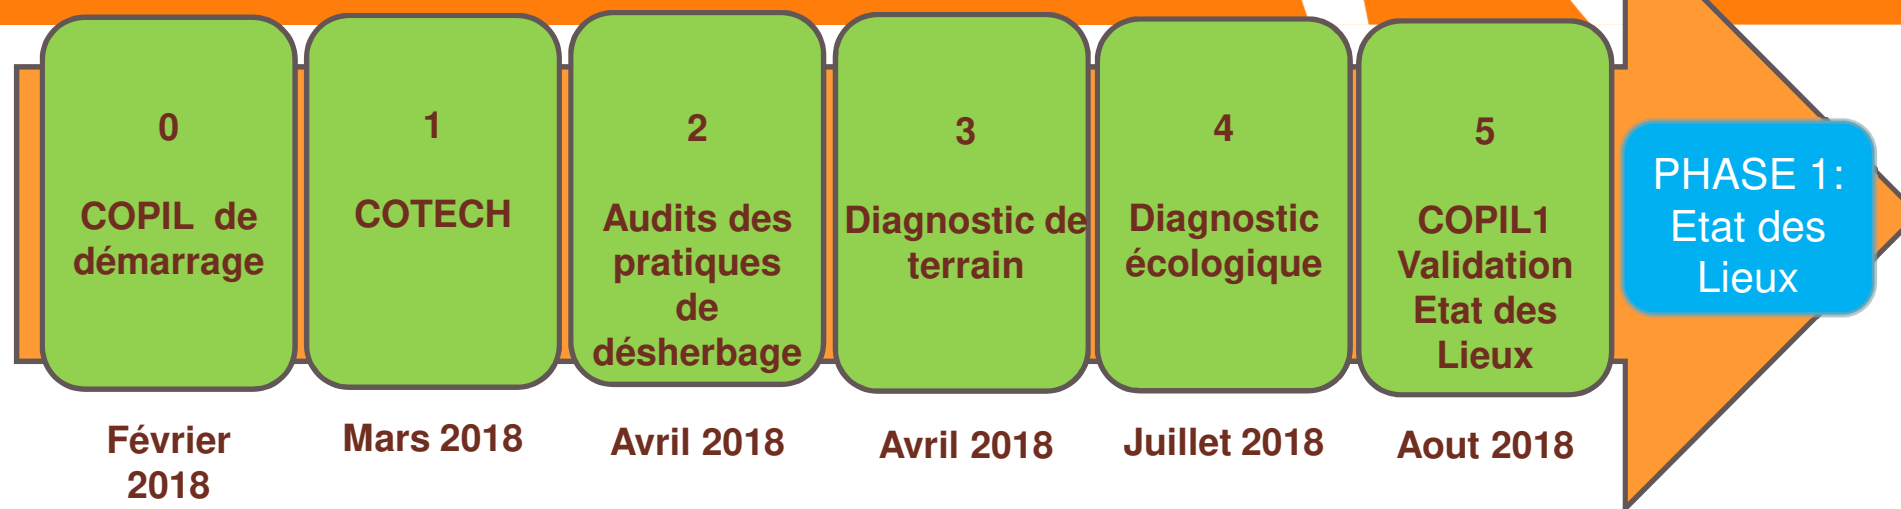 0
COPIL de
démarrage
Février
2018
1
COTECH
Mars 2018
2
Audits des
pratiques
de
désherbage
Avril 2018
3
Diagnostic de
terrain
Avril 2018
4
Diagnostic
écologique
Juillet 2018
5
COPIL1
Validation
Etat des
Lieux
Aout 2018
PHASE 1:
Etat des
Lieux